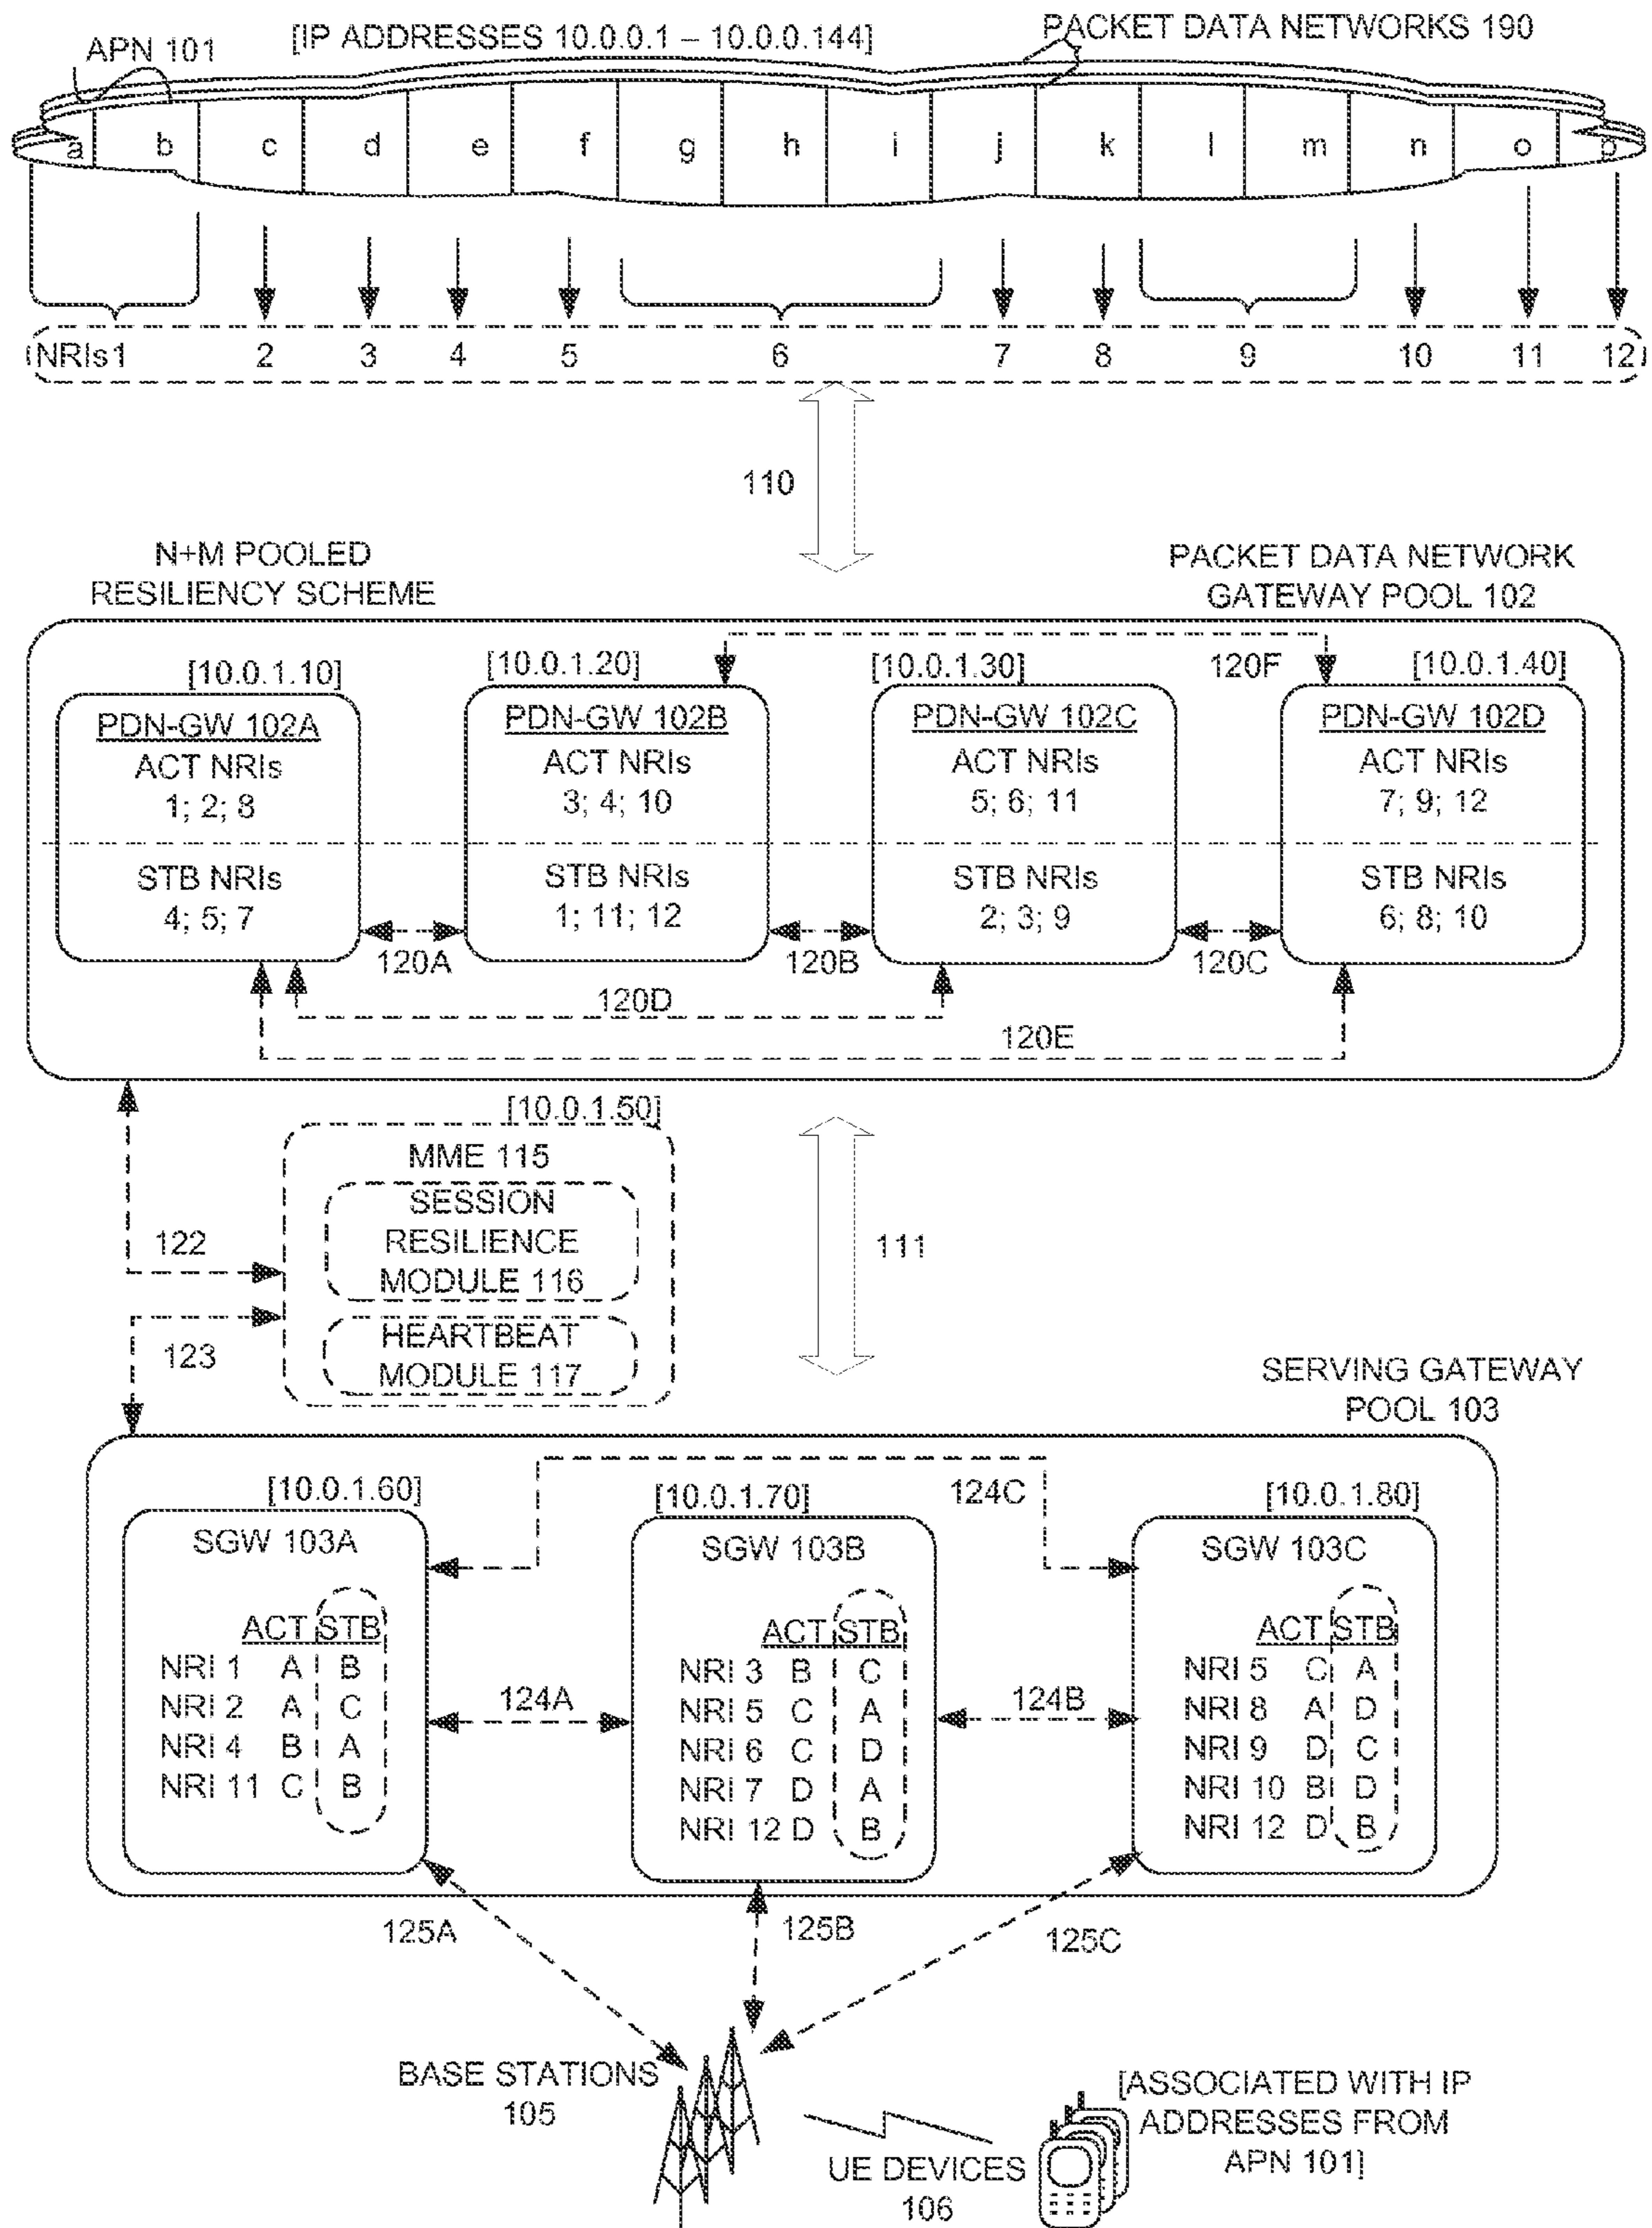 APN 101
[IP ADDRESSES 10.0.0.1 – 10.0.0.144]
PACKET DATA NETWORKS 190
a b c d e f g h i j k l m n o p
NRIs1 2 3 4 5 6 7 8 9 10 11 12
110
N+M POOLED
RESILIENCY SCHEME
PACKET DATA NETWORK
GATEWAY POOL 102
120F
[10.0.1.10]
PDN-GW 102A
ACT NRIs
1; 2; 8
STB NRIs
4; 5; 7
[10.0.1.20]
PDN-GW 102B
ACT NRIs
3; 4; 10
STB NRIs
1; 11; 12
[10.0.1.30]
PDN-GW 102C
ACT NRIs
5; 6; 11
STB NRIs
2; 3; 9
[10.0.1.40]
PDN-GW 102D
ACT NRIs
7; 9; 12
STB NRIs
6; 8; 10
120A
120B
120C
120D
120E
[10.0.1.50]
MME 115
SESSION
RESILIENCE
MODULE 116
HEARTBEAT
MODULE 117
122
123
111
SERVING GATEWAY
POOL 103
124C
[10.0.1.60]
SGW 103A
ACT STB
NRI 1 A B
NRI 2 A C
NRI 4 B A
NRI 11 C B
124A
[10.0.1.70]
SGW 103B
ACT STB
NRI 3 B C
NRI 5 C A
NRI 6 C D
NRI 7 D A
NRI 12 D B
124B
[10.0.1.80]
SGW 103C
ACT STB
NRI 5 C A
NRI 8 A D
NRI 9 D C
NRI 10 B D
NRI 12 D B
125A
125B
125C
BASE STATIONS
105
UE DEVICES
106
[ASSOCIATED WITH IP
ADDRESSES FROM
APN 101]